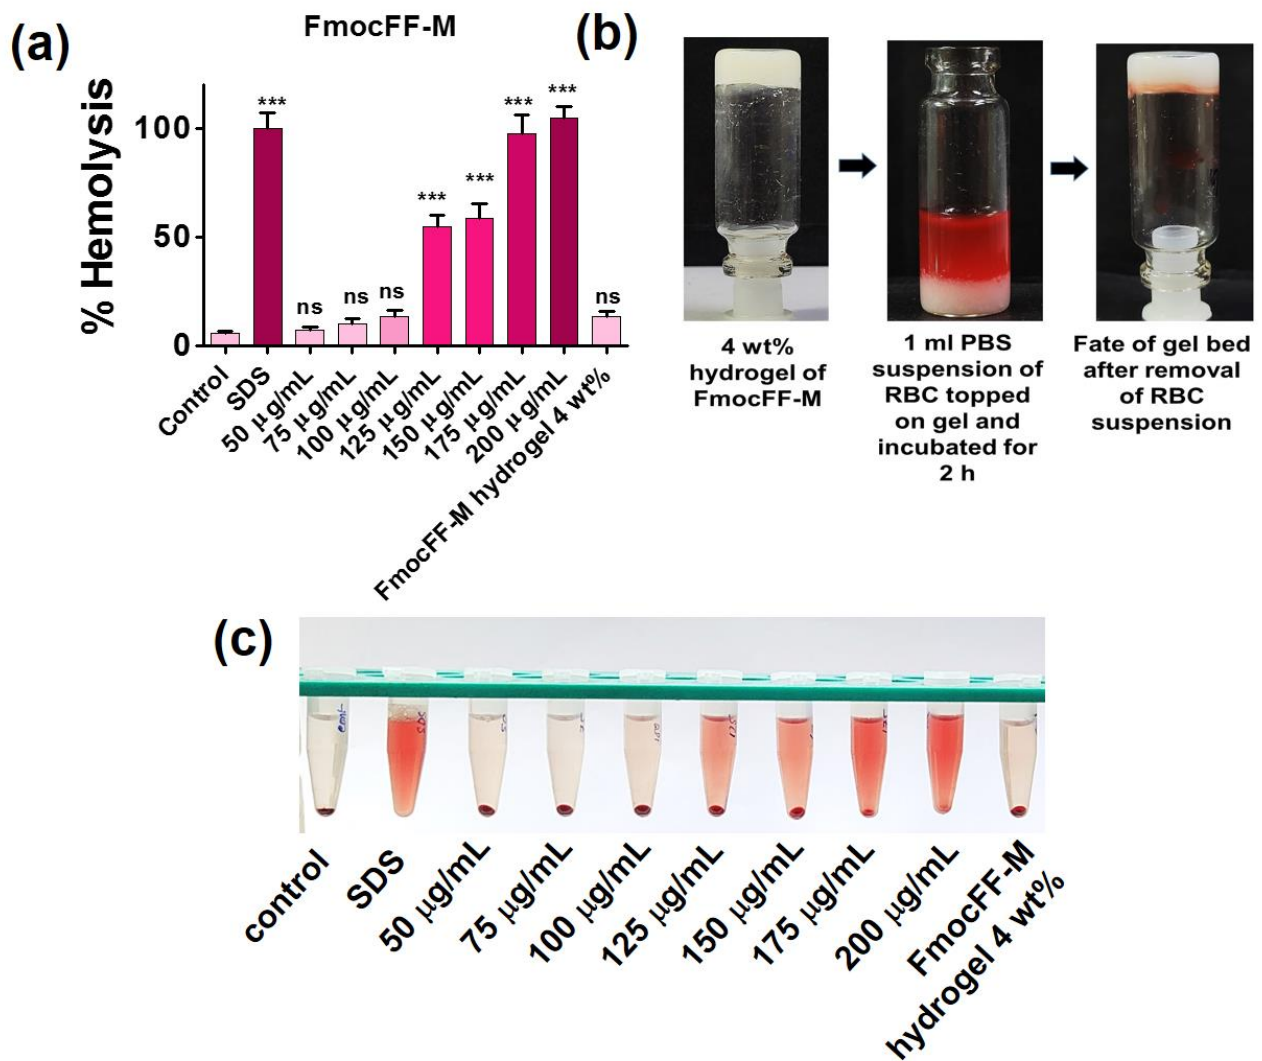 (a)
FmocFF-M
% Hemolysis
100
50
0
***
ns
ns
ns
***
***
***
***
ns
Control
SDS
50 µg/mL
75 µg/mL
100 µg/mL
125 µg/mL
150 µg/mL
175 µg/mL
200 µg/mL
FmocFF-M hydrogel 4 wt%
(b)
4 wt%
hydrogel of
FmocFF-M
1 ml PBS
suspension of
RBC topped
on gel and
incubated for
2 h
Fate of gel bed
after removal
of RBC
suspension
(c)
control
SDS
50 µg/mL
75 µg/mL
100 µg/mL
125 µg/mL
150 µg/mL
175 µg/mL
200 µg/mL
FmocFF-M
hydrogel 4 wt%